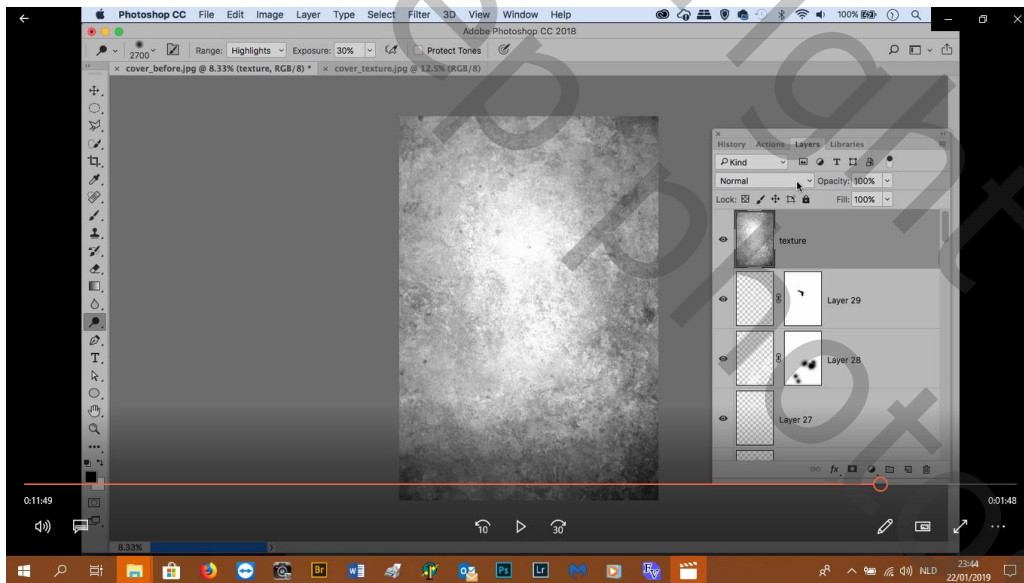 Photoshop CC File Edit Image Layer Type Select Filter 3D View Window Help 100%
Adobe Photoshop CC 2018
2700 Range: Highlights Exposure: 30% Protect Tones
× cover_before.jpg @ 8.33% (texture, RGB/8) * × cover_texture.jpg @ 12.5% (RGB/8)
History Actions Layers Libraries
Kind
Normal Opacity: 100%
Lock: Fill: 100%
texture
Layer 29
Layer 28
Layer 27
fx
0:11:49 0:01:48
10 30
8.33%
Br Ps Lr NLD 23:44
22/01/2019